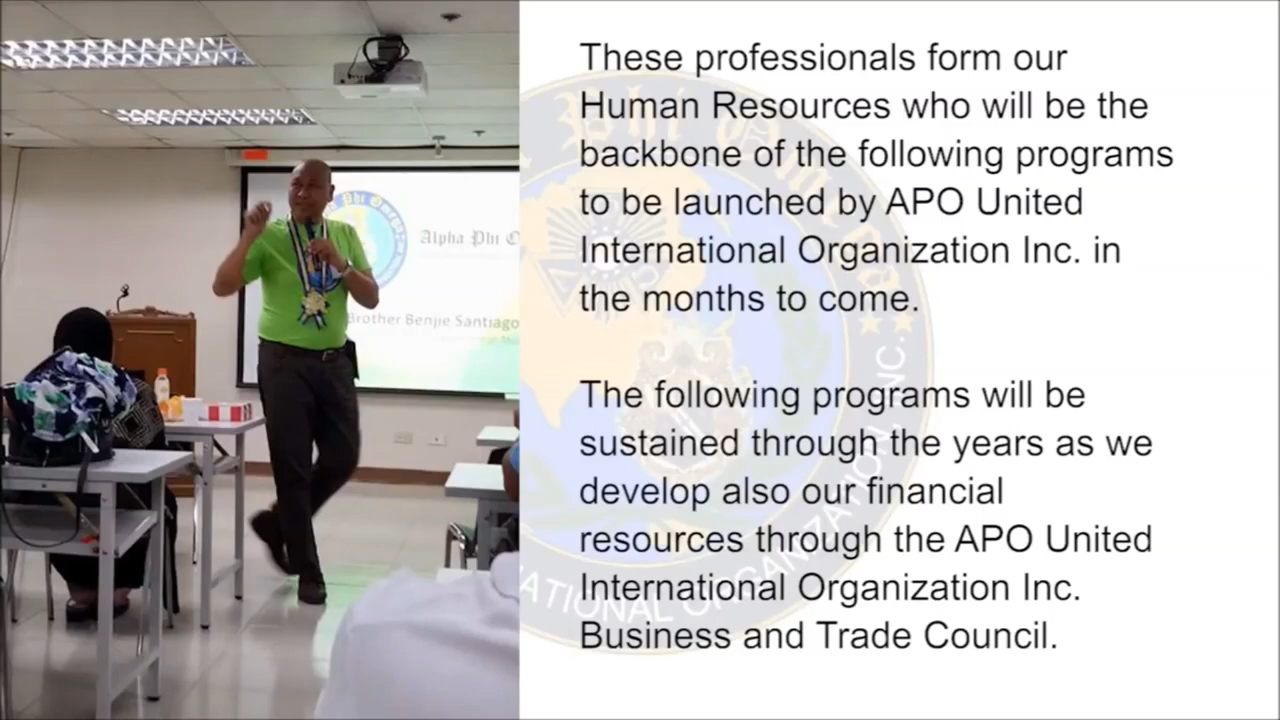 Alpha Phi O
Brother Benjie Santiago
These professionals form our
Human Resources who will be the
backbone of the following programs
to be launched by APO United
International Organization Inc. in
the months to come.
The following programs will be
sustained through the years as we
develop also our financial
resources through the APO United
International Organization Inc.
Business and Trade Council.